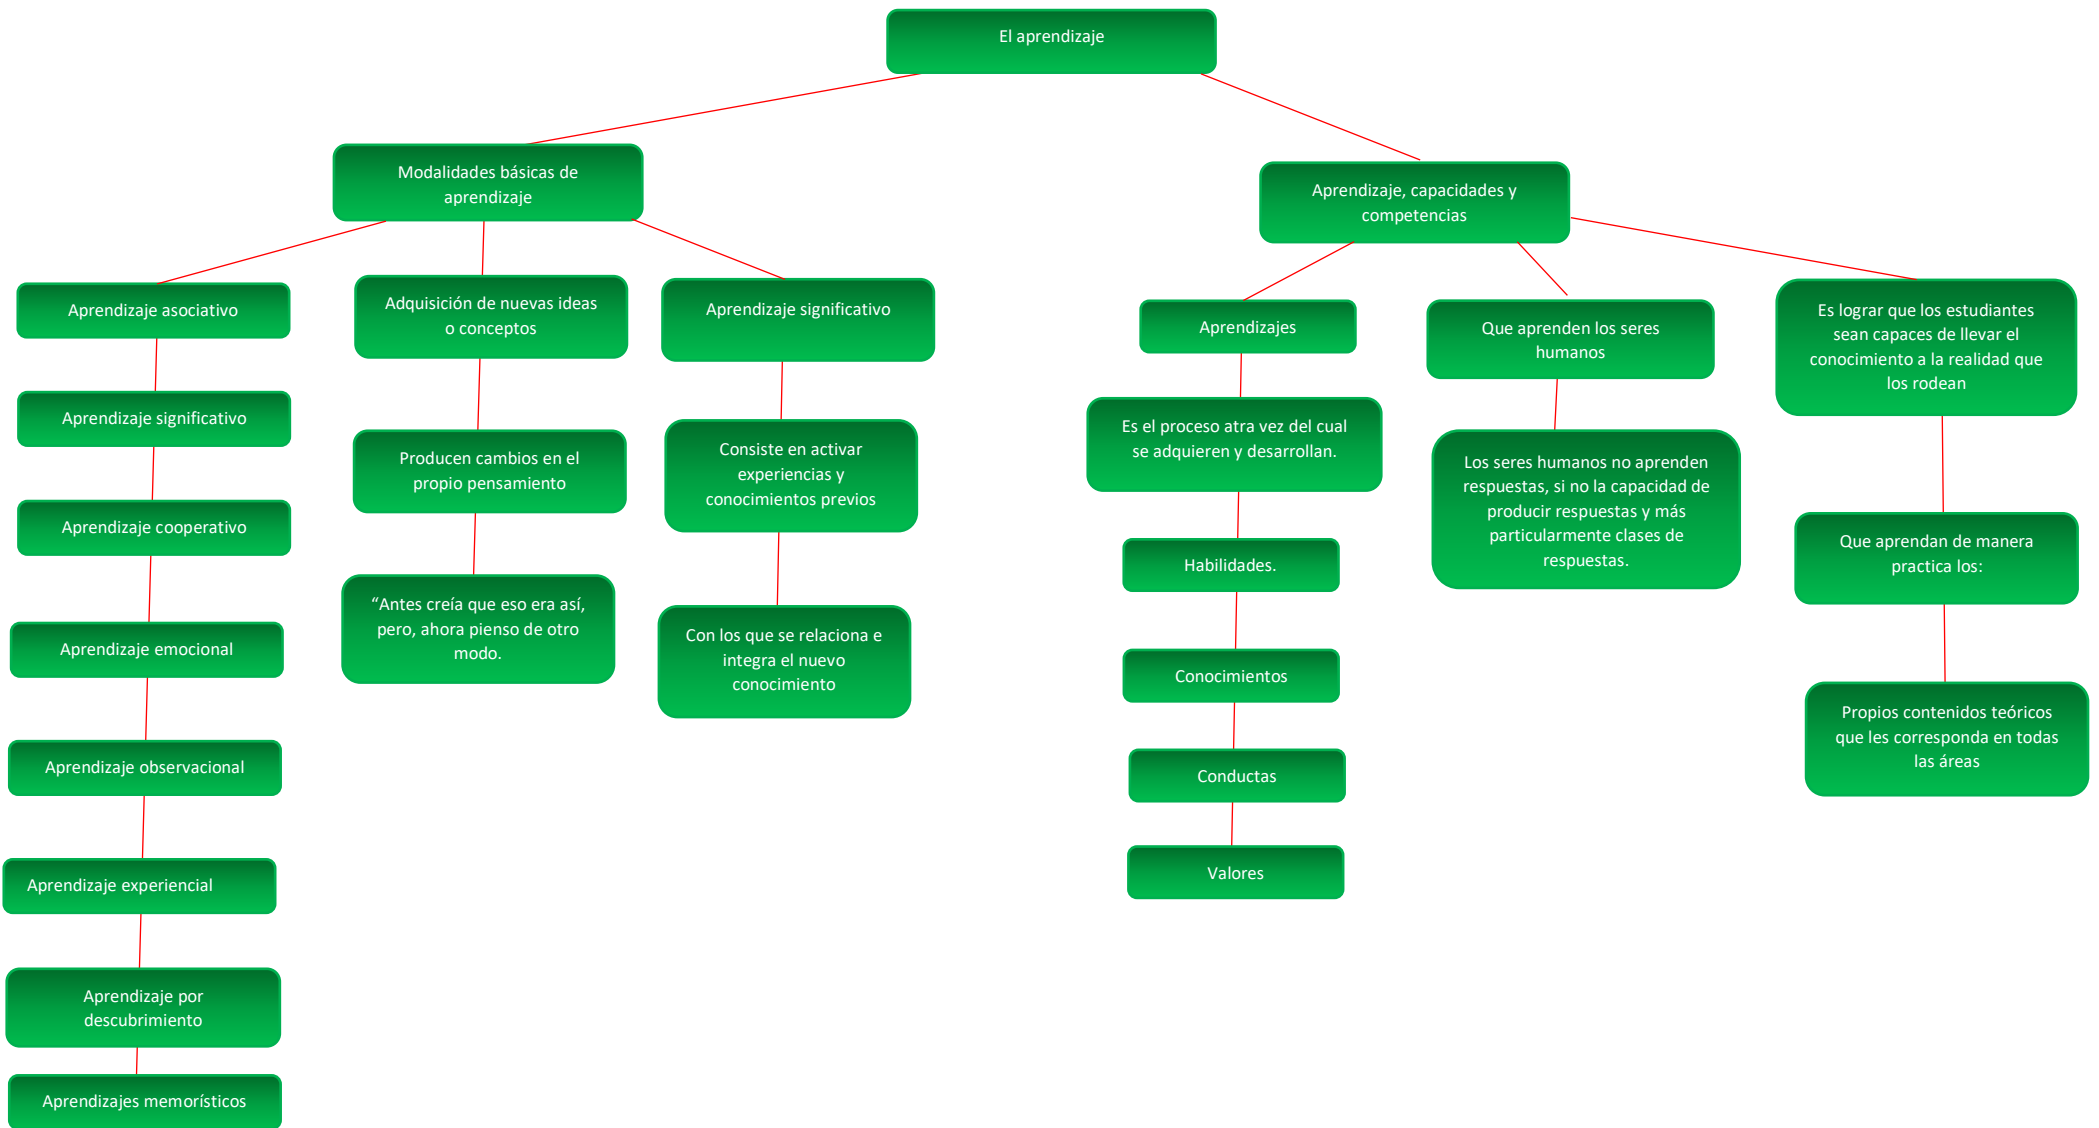 El aprendizaje
Modalidades básicas de
aprendizaje
Aprendizaje asociativo
Aprendizaje significativo
Aprendizaje cooperativo
Aprendizaje emocional
Aprendizaje observacional
Aprendizaje experiencial
Aprendizaje por
descubrimiento
Aprendizajes memorísticos
Adquisición de nuevas ideas
o conceptos
Producen cambios en el
propio pensamiento
“Antes creía que eso era así,
pero, ahora pienso de otro
modo.
Aprendizaje significativo
Consiste en activar
experiencias y
conocimientos previos
Con los que se relaciona e
integra el nuevo
conocimiento
Aprendizaje, capacidades y
competencias
Aprendizajes
Es el proceso atra vez del cual
se adquieren y desarrollan.
Habilidades.
Conocimientos
Conductas
Valores
Que aprenden los seres
humanos
Los seres humanos no aprenden
respuestas, si no la capacidad de
producir respuestas y más
particularmente clases de
respuestas.
Es lograr que los estudiantes
sean capaces de llevar el
conocimiento a la realidad que
los rodean
Que aprendan de manera
practica los:
Propios contenidos teóricos
que les corresponda en todas
las áreas